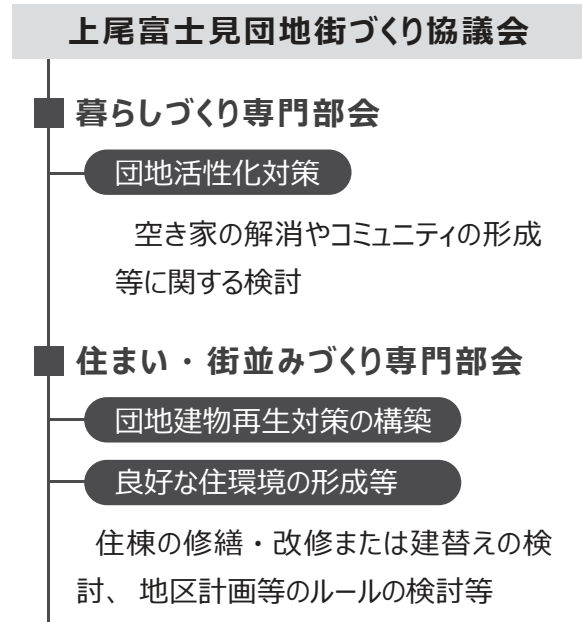 上尾富士見団地街づくり協議会
暮らしづくり専門部会
団地活性化対策
空き家の解消やコミュニティの形成
等に関する検討
住まい・街並みづくり専門部会
団地建物再生対策の構築
良好な住環境の形成等
住棟の修繕・改修または建替えの検
討、地区計画等のルールの検討等